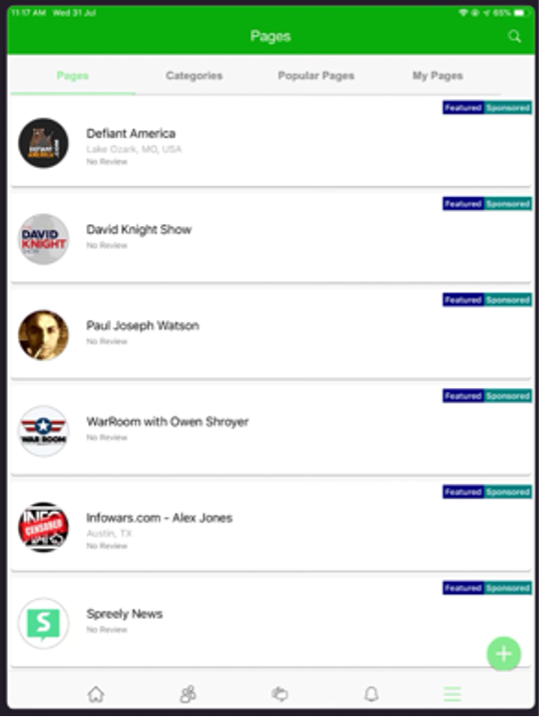 11:17 AM Wed 31 Jul
65%
Pages
Pages Categories Popular Pages My Pages
Featured Sponsored
Defiant America
Lake Ozark, MO, USA
No Review
Featured Sponsored
DAVID
KNIGHT
SHOW
David Knight Show
No Review
Featured Sponsored
Paul Joseph Watson
No Review
Featured Sponsored
WAR ROOM
WarRoom with Owen Shroyer
No Review
Featured Sponsored
INFO
CENSORED
WARS
Infowars.com - Alex Jones
Austin, TX
No Review
Featured Sponsored
S
Spreely News
No Review
+